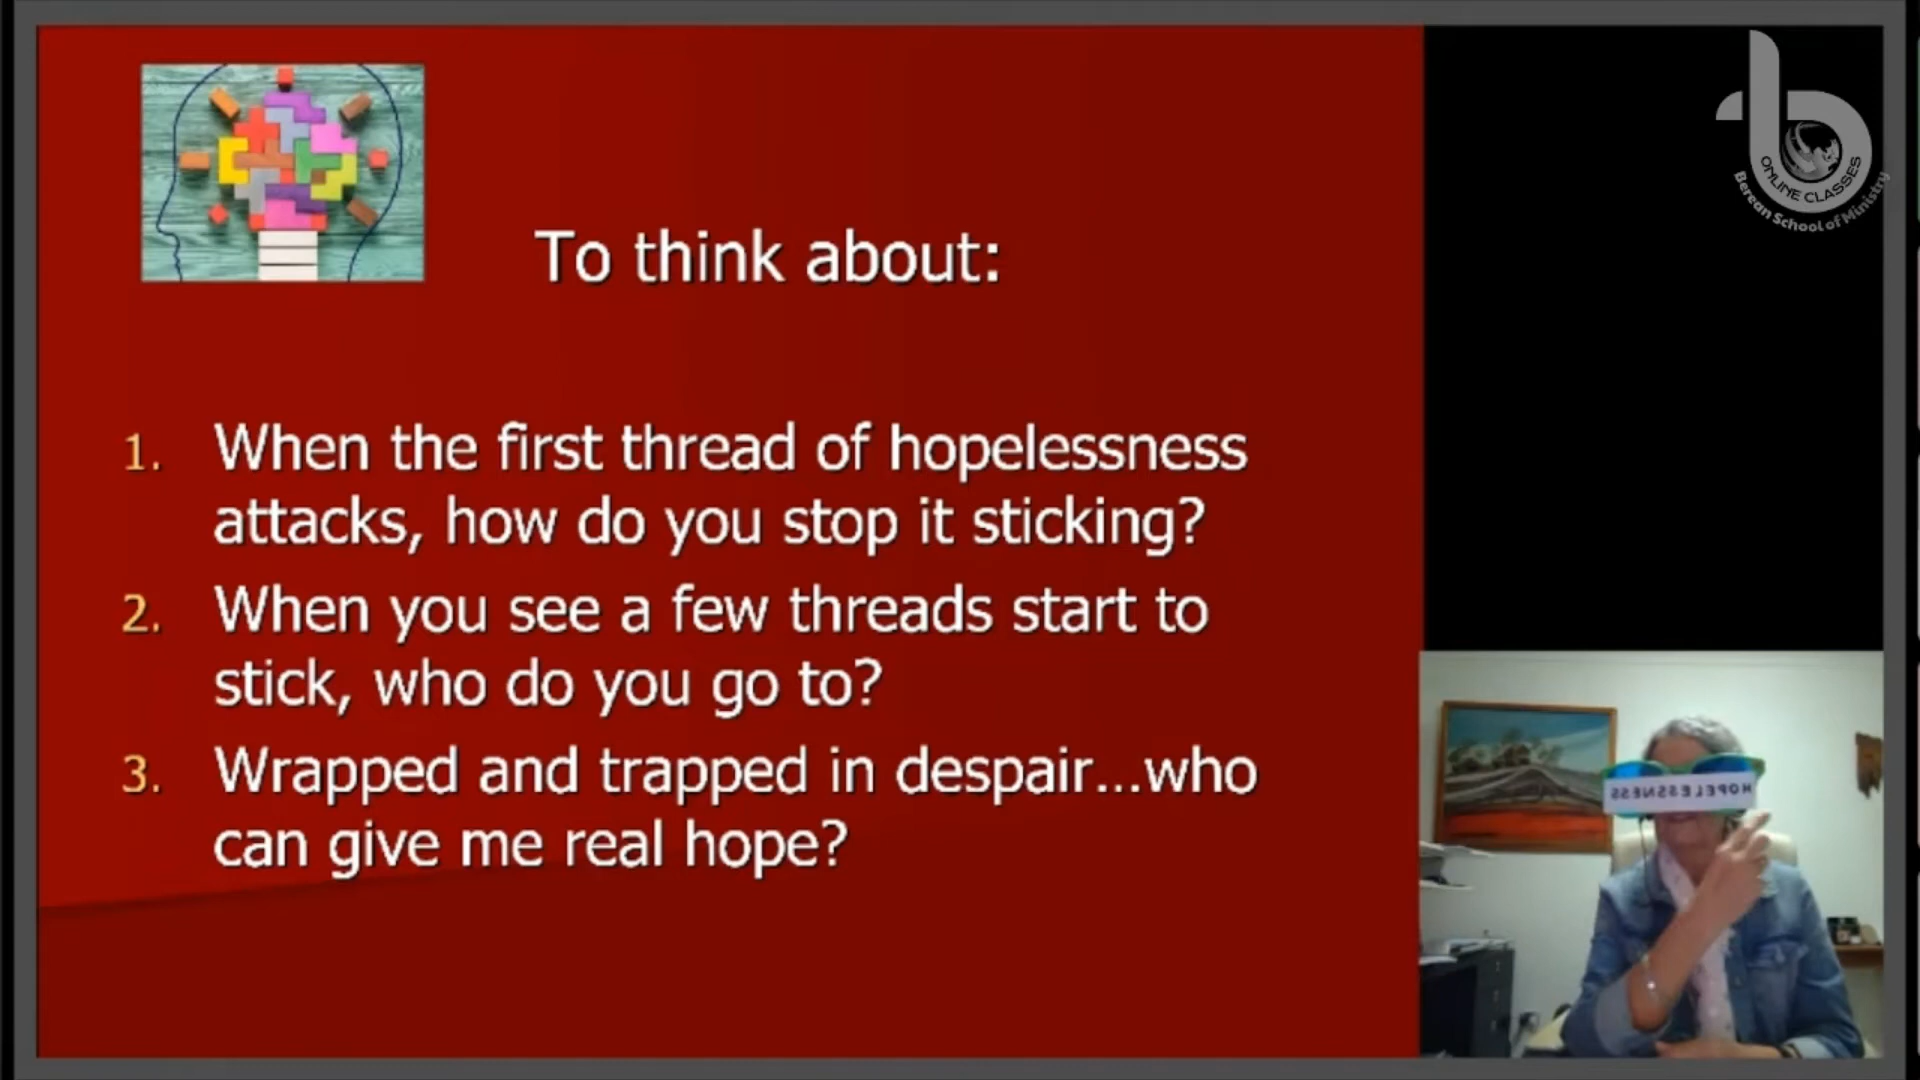 To think about:
1. When the first thread of hopelessness
attacks, how do you stop it sticking?
2. When you see a few threads start to
stick, who do you go to?
3. Wrapped and trapped in despair...who
can give me real hope?
ONLINE CLASSES
Berean School of Ministry
HOPELESSNESS